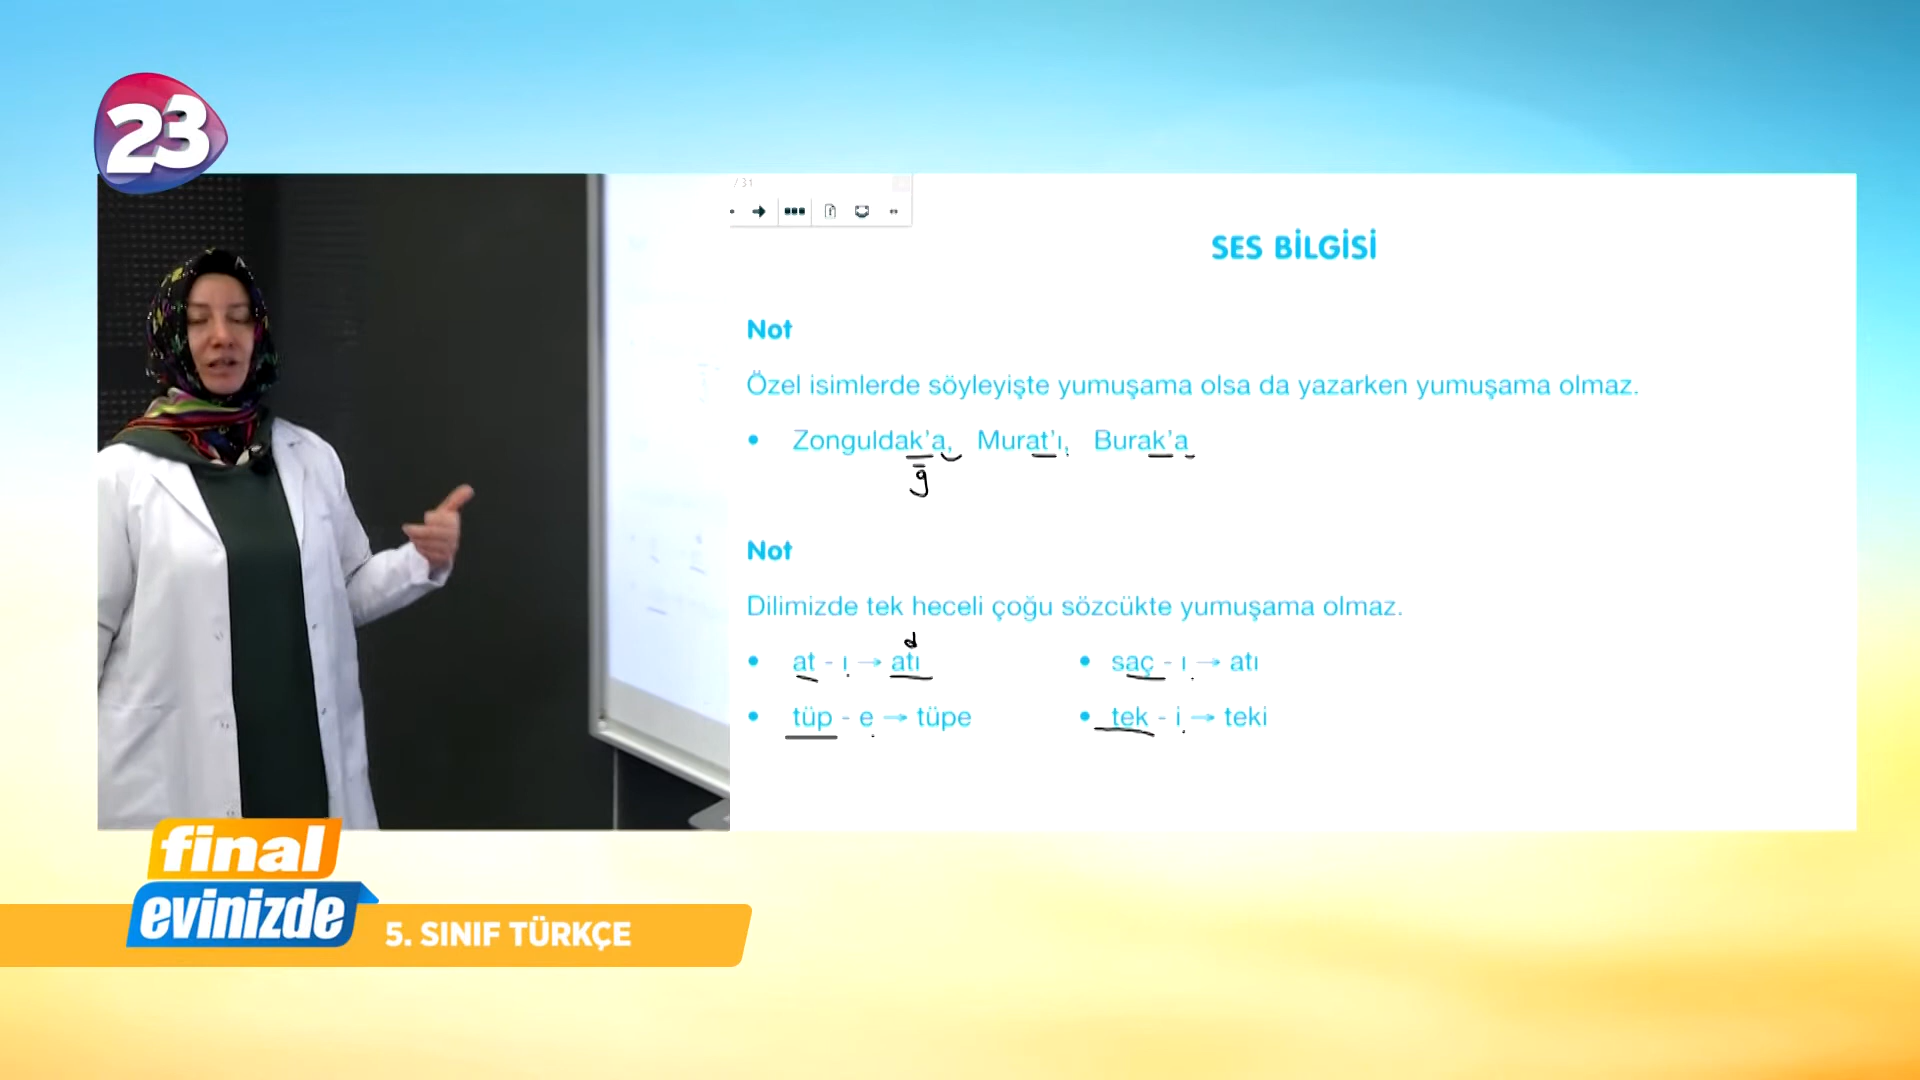 23
/ 31
SES BİLGİSİ
Not
Özel isimlerde söyleyişte yumuşama olsa da yazarken yumuşama olmaz.
• Zonguldak’a, Murat’ı, Burak’a
ğ
Not
Dilimizde tek heceli çoğu sözcükte yumuşama olmaz.
d
• at - ı → atı • saç - ı → atı
• tüp - e → tüpe • tek - i → teki
final
evinizde
5. SINIF TÜRKÇE